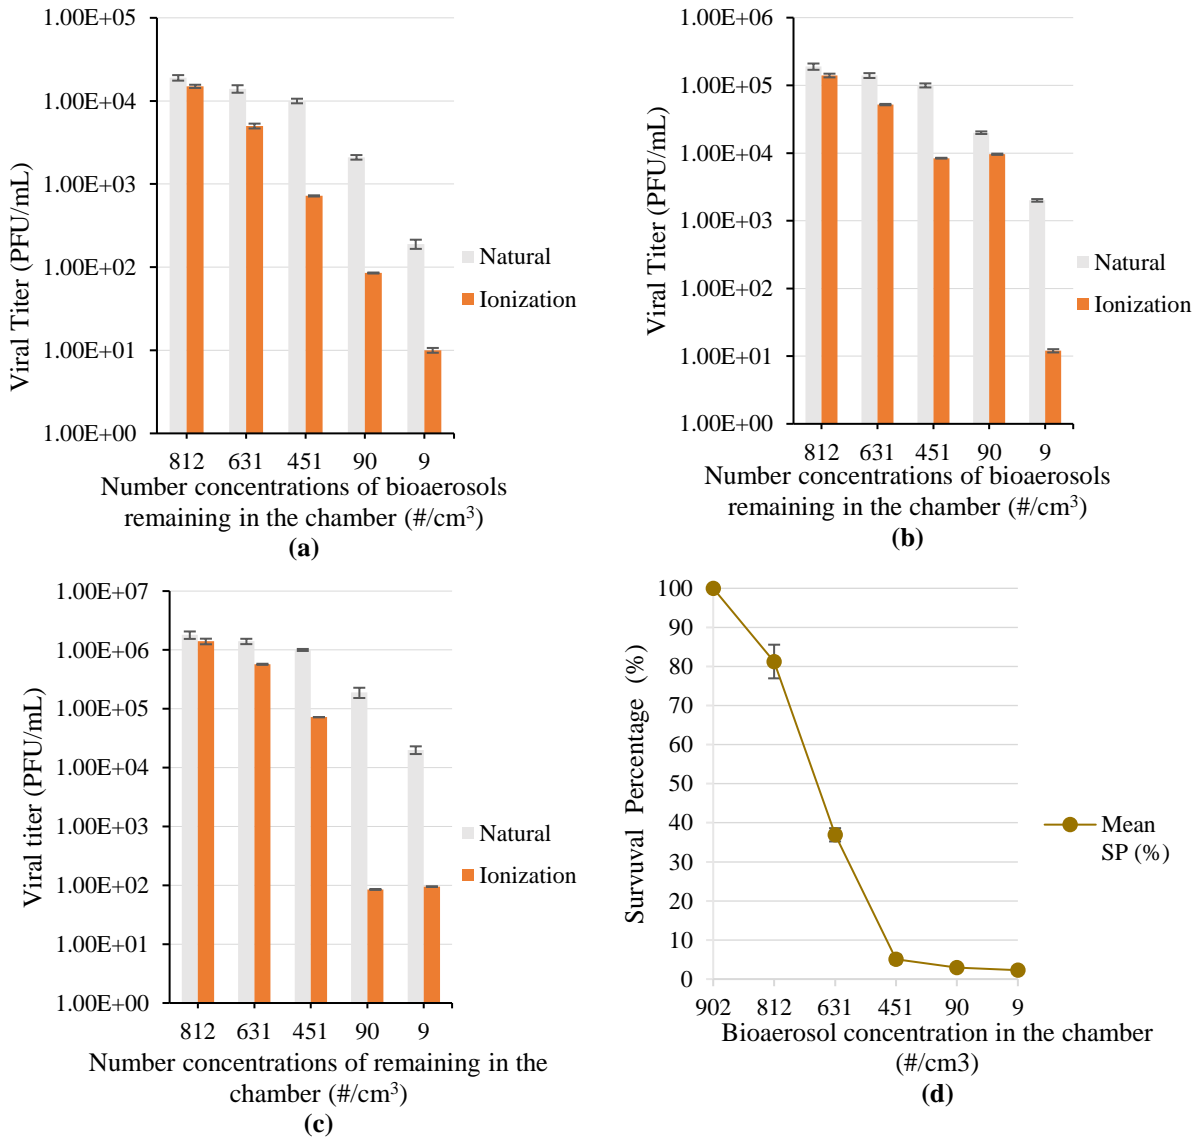 1.00E+05
1.00E+04
1.00E+03
1.00E+02
1.00E+01
1.00E+00
Viral Titer (PFU/mL)
812 631 451 90 9
Number concentrations of bioaerosols
remaining in the chamber (#/cm³)
(a)
Natural
Ionization
1.00E+06
1.00E+05
1.00E+04
1.00E+03
1.00E+02
1.00E+01
1.00E+00
Viral Titer (PFU/mL)
812 631 451 90 9
Number concentrations of bioaerosols
remaining in the chamber (#/cm³)
(b)
Natural
Ionization
1.00E+07
1.00E+06
1.00E+05
1.00E+04
1.00E+03
1.00E+02
1.00E+01
1.00E+00
Viral titer (PFU/mL)
812 631 451 90 9
Number concentrations of remaining in the
chamber (#/cm³)
(c)
Natural
Ionization
100
90
80
70
60
50
40
30
20
10
0
Survuval Percentage (%)
902 812 631 451 90 9
Bioaerosol concentration in the chamber
(#/cm3)
(d)
Mean
SP (%)